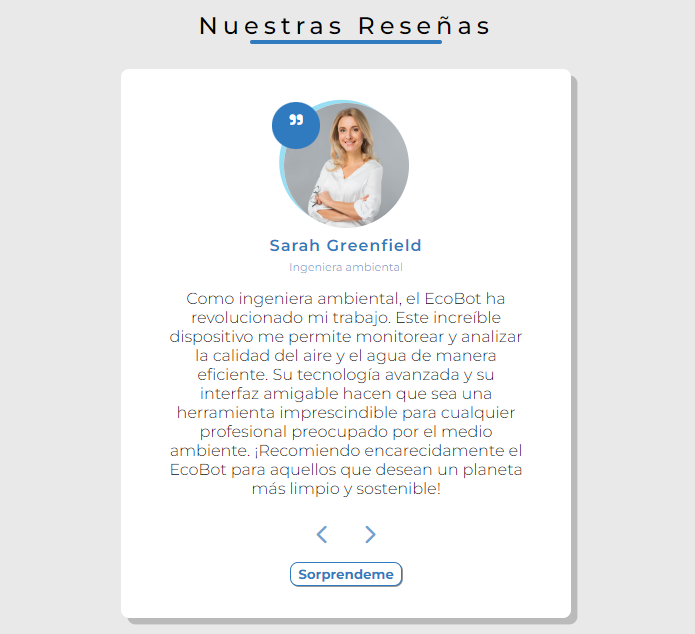 Nuestras Reseñas
”
Sarah Greenfield
Ingeniera ambiental
Como ingeniera ambiental, el EcoBot ha
revolucionado mi trabajo. Este increíble
dispositivo me permite monitorear y analizar
la calidad del aire y el agua de manera
eficiente. Su tecnología avanzada y su
interfaz amigable hacen que sea una
herramienta imprescindible para cualquier
profesional preocupado por el medio
ambiente. ¡Recomiendo encarecidamente el
EcoBot para aquellos que desean un planeta
más limpio y sostenible!
Sorprendeme